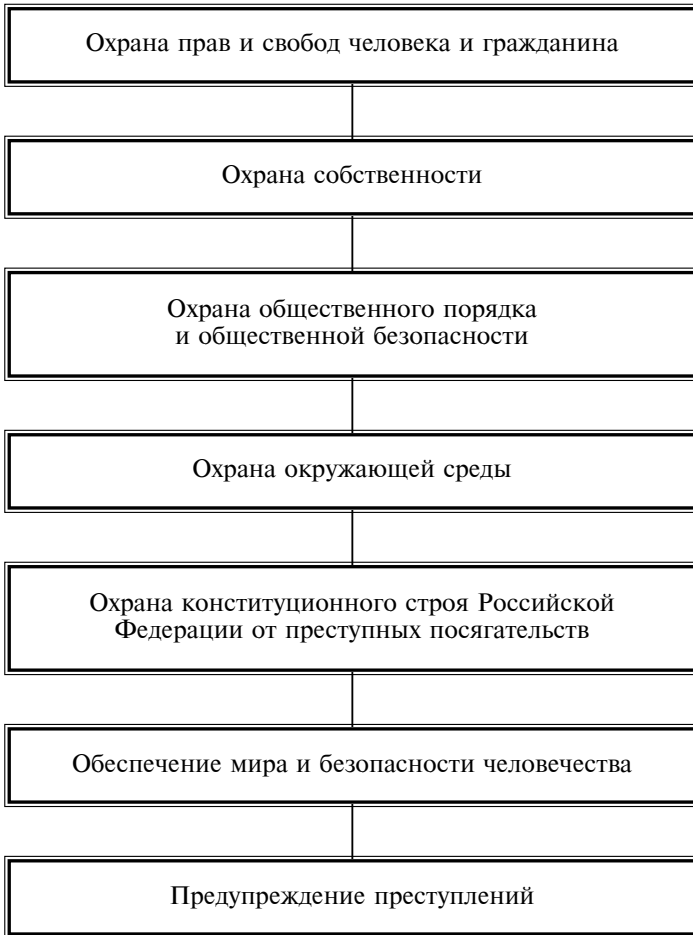 Охрана прав и свобод человека и гражданина
Охрана собственности
Охрана общественного порядка
и общественной безопасности
Охрана окружающей среды
Охрана конституционного строя Российской
Федерации от преступных посягательств
Обеспечение мира и безопасности человечества
Предупреждение преступлений